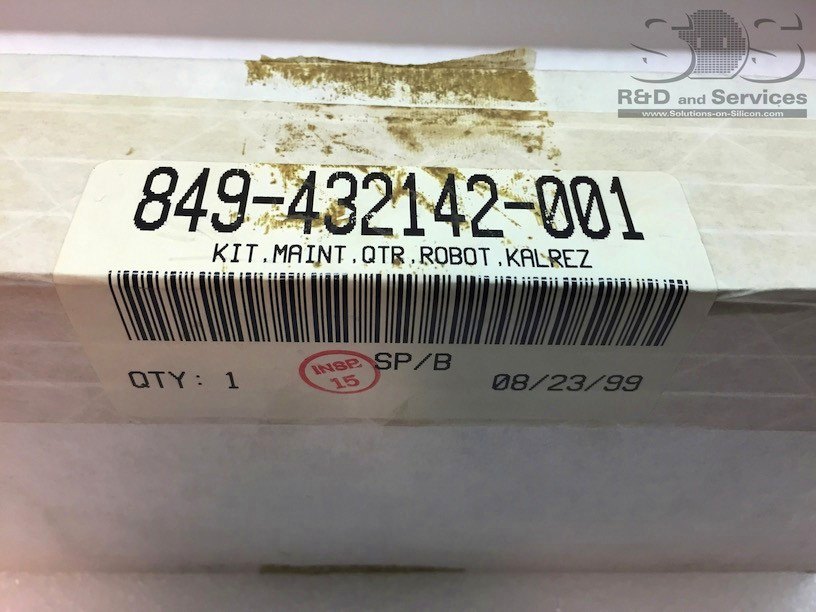 SOS
R&D and Services
www.Solutions-on-Silicon.com
849-432142-001
KIT.MAINT.QTR.ROBOT.KALREZ
SP/B
QTY: 1
INSP.
15
08/23/99